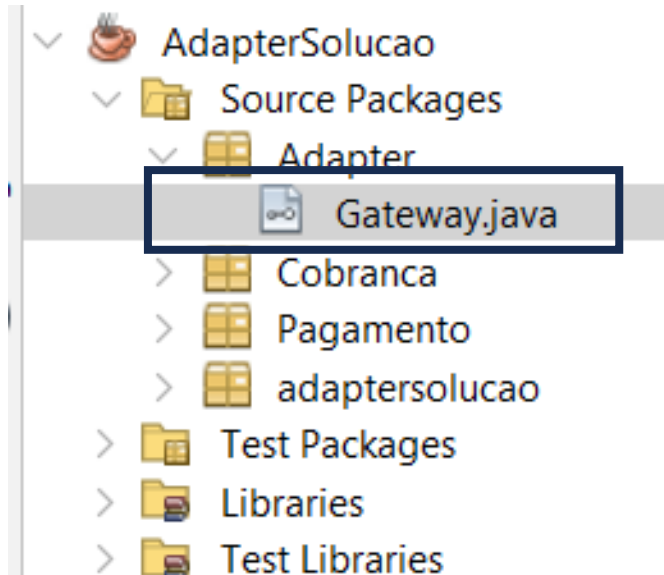 AdapterSolucao
Source Packages
Adapter
Gateway.java
Cobranca
Pagamento
adaptersolucao
Test Packages
Libraries
Test Libraries